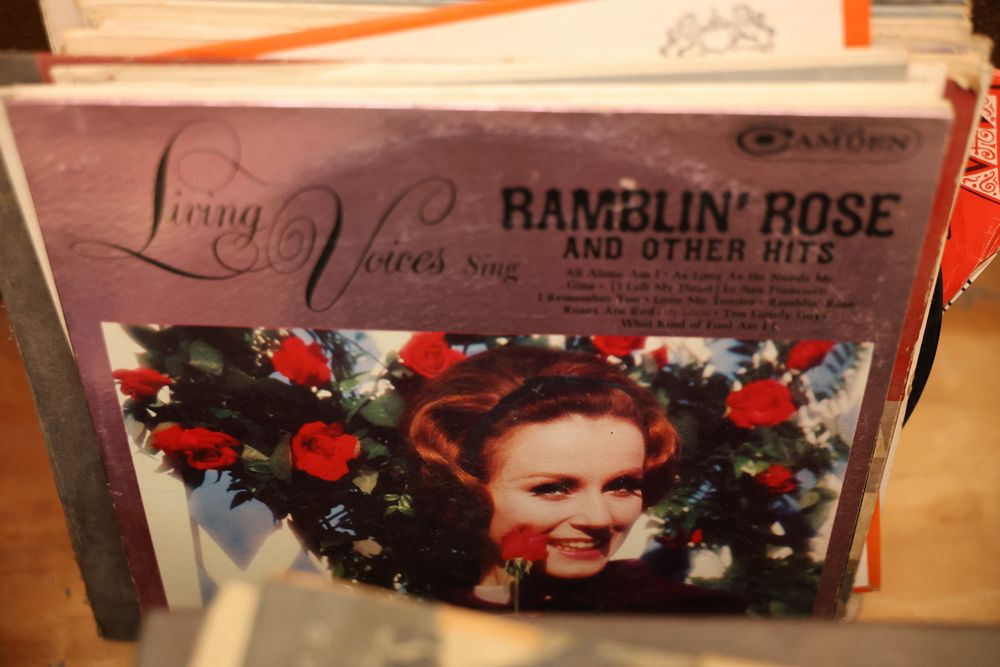 CAMDEN
Living Voices Sing
RAMBLIN' ROSE
AND OTHER HITS
All Alone Am I • As Long As He Needs Me
Gina • (I Left My Heart) In San Francisco
I Remember You • Love Me Tender • Ramblin' Rose
Roses Are Red • Too Lonely Guys
What Kind of Fool Am I?